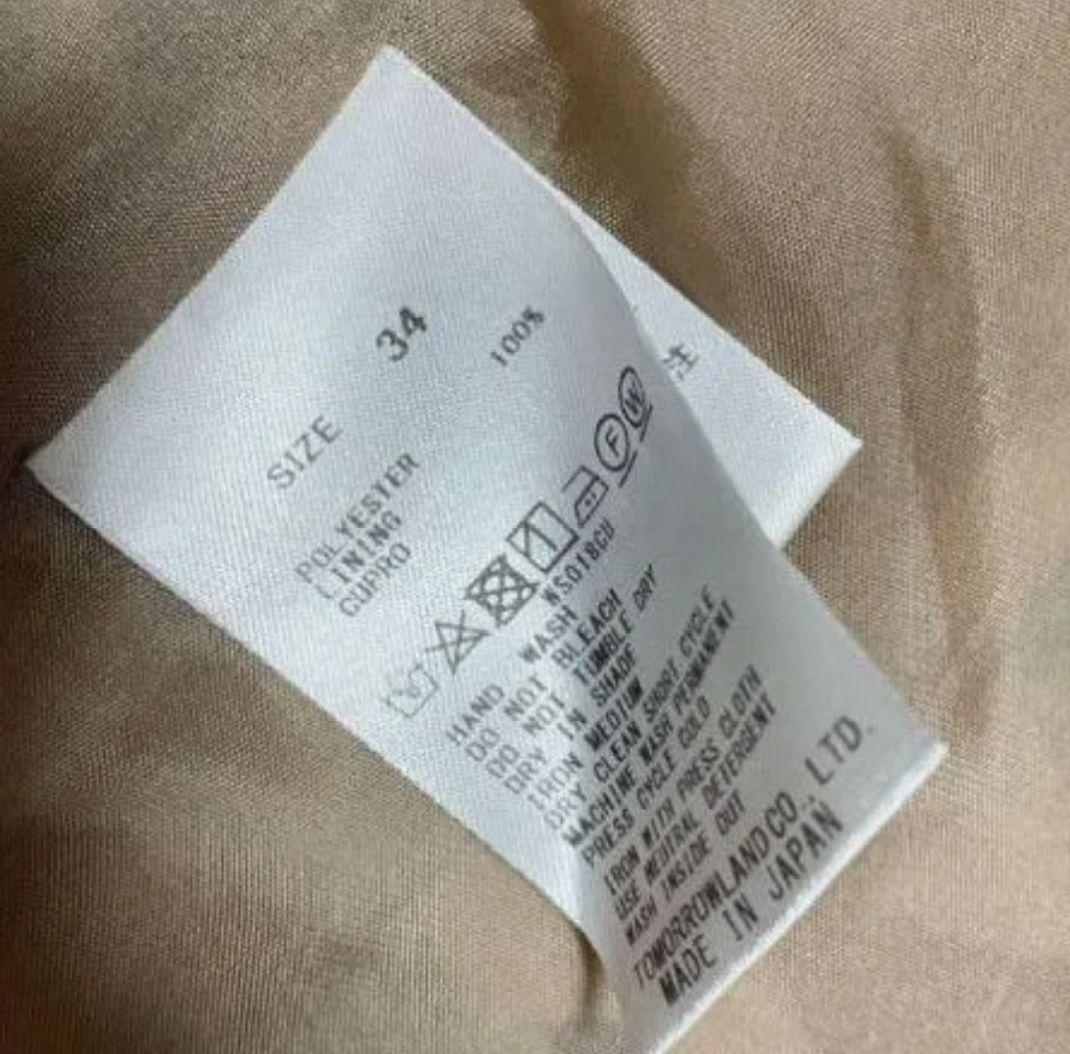 SIZE 34
POLYESTER 100%
LINING
CUPRO
F W
NS018CU
HAND WASH
DO NOT BLEACH
DO NOT TUMBLE DRY
DRY IN SHADE
IRON MEDIUM
DRY CLEAN SHORT CYCLE
MACHINE WASH PERMANENT
PRESS CYCLE COLD
IRON WITH PRESS CLOTH
USE NEUTRAL DETERGENT
WASH INSIDE OUT
TOMORROWLAND CO., LTD.
MADE IN JAPAN
注